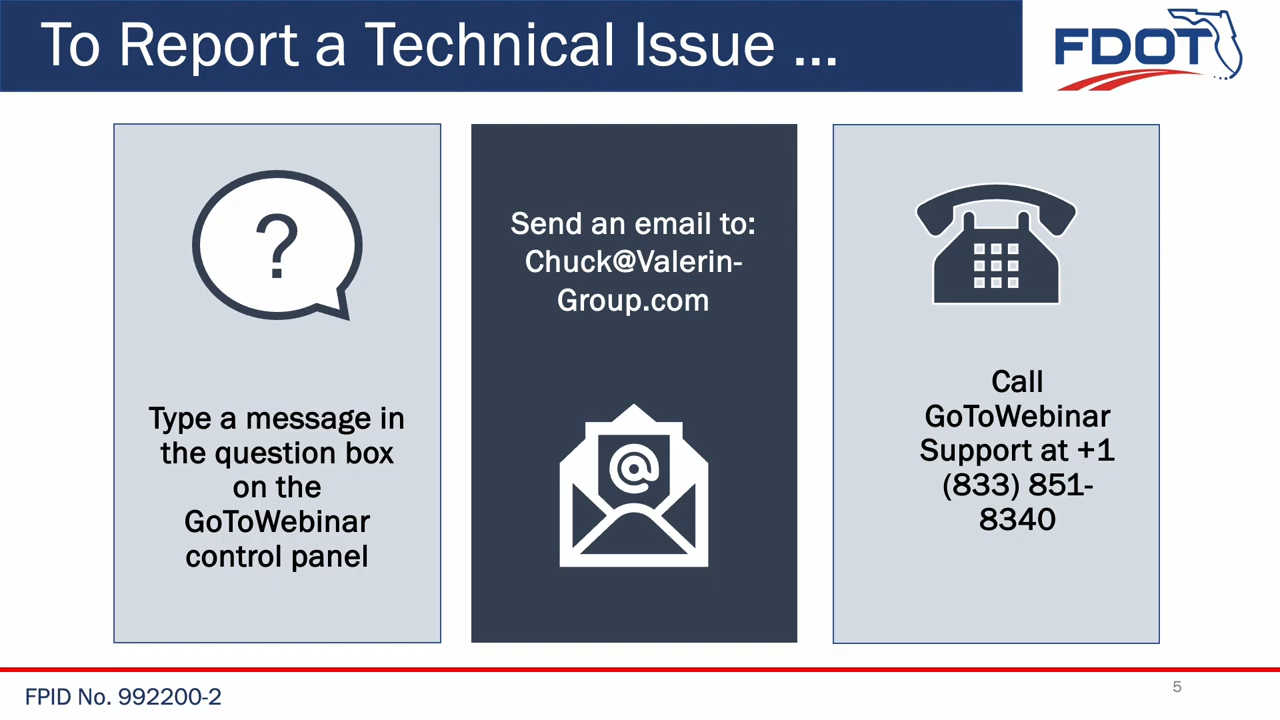 To Report a Technical Issue ...
FDOT
?
Type a message in
the question box
on the
GoToWebinar
control panel
Send an email to:
Chuck@Valerin-
Group.com
@
Call
GoToWebinar
Support at +1
(833) 851-
8340
FPID No. 992200-2
5